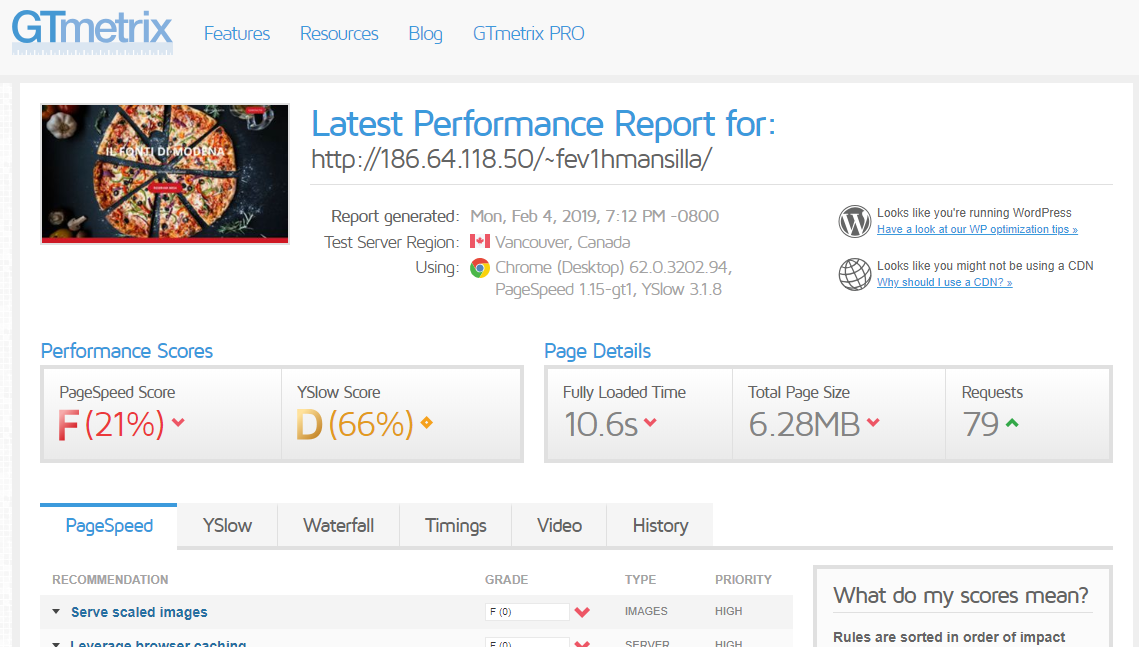 GTmetrix
Features Resources Blog GTmetrix PRO
IL FONTI DI MODENA
Latest Performance Report for:
http://186.64.118.50/~fev1hmansilla/
Report generated: Mon, Feb 4, 2019, 7:12 PM -0800
Test Server Region: Vancouver, Canada
Using: Chrome (Desktop) 62.0.3202.94,
PageSpeed 1.15-gt1, YSlow 3.1.8
Looks like you're running WordPress
Have a look at our WP optimization tips »
Looks like you might not be using a CDN
Why should I use a CDN? »
Performance Scores
PageSpeed Score
F (21%)
YSlow Score
D (66%)
Page Details
Fully Loaded Time
10.6s
Total Page Size
6.28MB
Requests
79
PageSpeed YSlow Waterfall Timings Video History
RECOMMENDATION GRADE TYPE PRIORITY
Serve scaled images F (0) IMAGES HIGH
Leverage browser caching F (0) SERVER HIGH
What do my scores mean?
Rules are sorted in order of impact